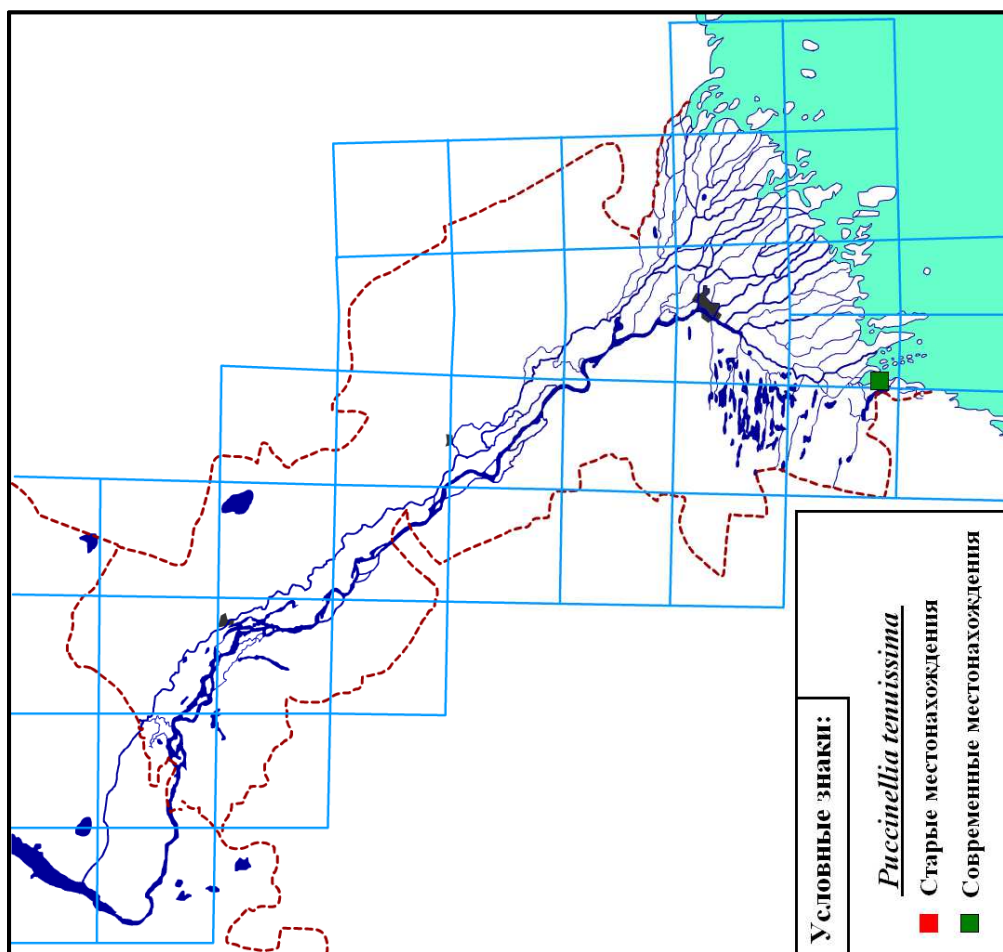 Условные знаки:
Puccinellia tenuissima
Старые местонахождения
Современные местонахождения